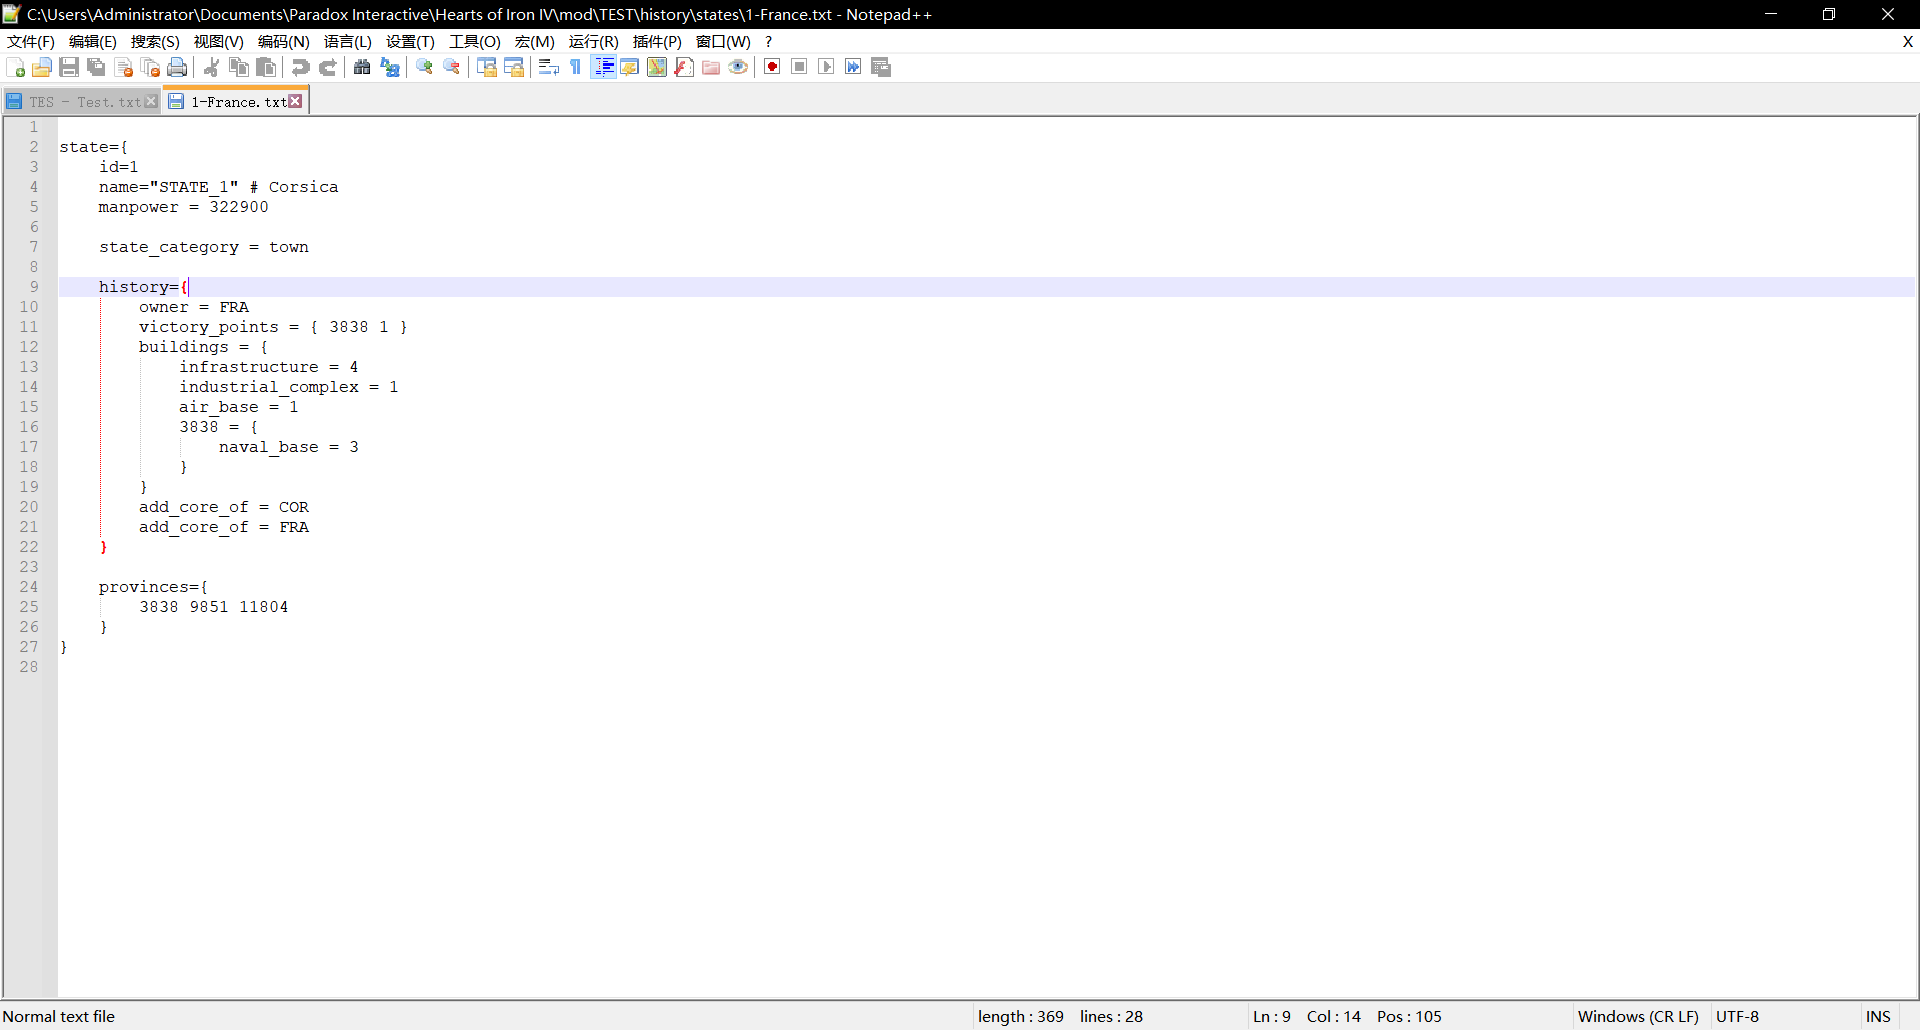 C:\Users\Administrator\Documents\Paradox Interactive\Hearts of Iron IV\mod\TEST\history\states\1-France.txt - Notepad++
文件(F) 编辑(E) 搜索(S) 视图(V) 编码(N) 语言(L) 设置(T) 工具(O) 宏(M) 运行(R) 插件(P) 窗口(W) ? X
TES - Test.txt 1-France.txt
1
2 state={
3 id=1
4 name="STATE_1" # Corsica
5 manpower = 322900
6
7 state_category = town
8
9 history={
10 owner = FRA
11 victory_points = { 3838 1 }
12 buildings = {
13 infrastructure = 4
14 industrial_complex = 1
15 air_base = 1
16 3838 = {
17 naval_base = 3
18 }
19 }
20 add_core_of = COR
21 add_core_of = FRA
22 }
23
24 provinces={
25 3838 9851 11804
26 }
27 }
28
Normal text file length : 369 lines : 28 Ln : 9 Col : 14 Pos : 105 Windows (CR LF) UTF-8 INS